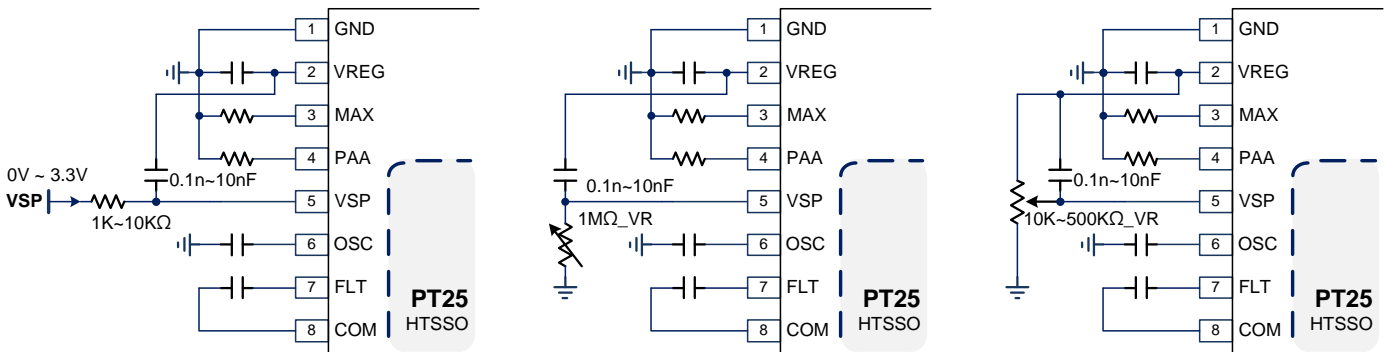 1 GND
2 VREG
3 MAX
4 PAA
0V ~ 3.3V
0.1n~10nF
VSP
5 VSP
1K~10KΩ
6 OSC
7 FLT
PT25
HTSSO
8 COM
1 GND
2 VREG
3 MAX
4 PAA
0.1n~10nF
5 VSP
1MΩ_VR
6 OSC
7 FLT
PT25
HTSSO
8 COM
1 GND
2 VREG
3 MAX
4 PAA
0.1n~10nF
5 VSP
10K~500KΩ_VR
6 OSC
7 FLT
PT25
HTSSO
8 COM